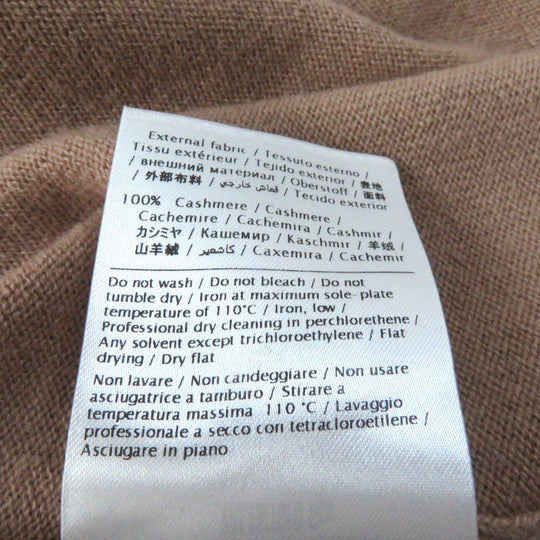 External fabric / Tessuto esterno /
Tissu extérieur / Tejido exterior
/ внешний материал / Oberstoff / 表地
/ 外部布料 / قماش خارجي / Tecido exterior / 面料
100% Cashmere / Cashmere /
Cachemire / Cachemira / Cashmir /
カシミヤ / Кашемир / Kaschmir / 羊绒 /
山羊絨 / كاشمير / Caxemira / Cachemir
Do not wash / Do not bleach / Do not
tumble dry / Iron at maximum sole- plate
temperature of 110°C / Iron, low /
Professional dry cleaning in perchlorethene /
Any solvent except trichloroethylene / Flat
drying / Dry flat
Non lavare / Non candeggiare / Non usare
asciugatrice a tamburo / Stirare a
temperatura massima 110 °C / Lavaggio
professionale a secco con tetracloroetilene /
Asciugare in piano